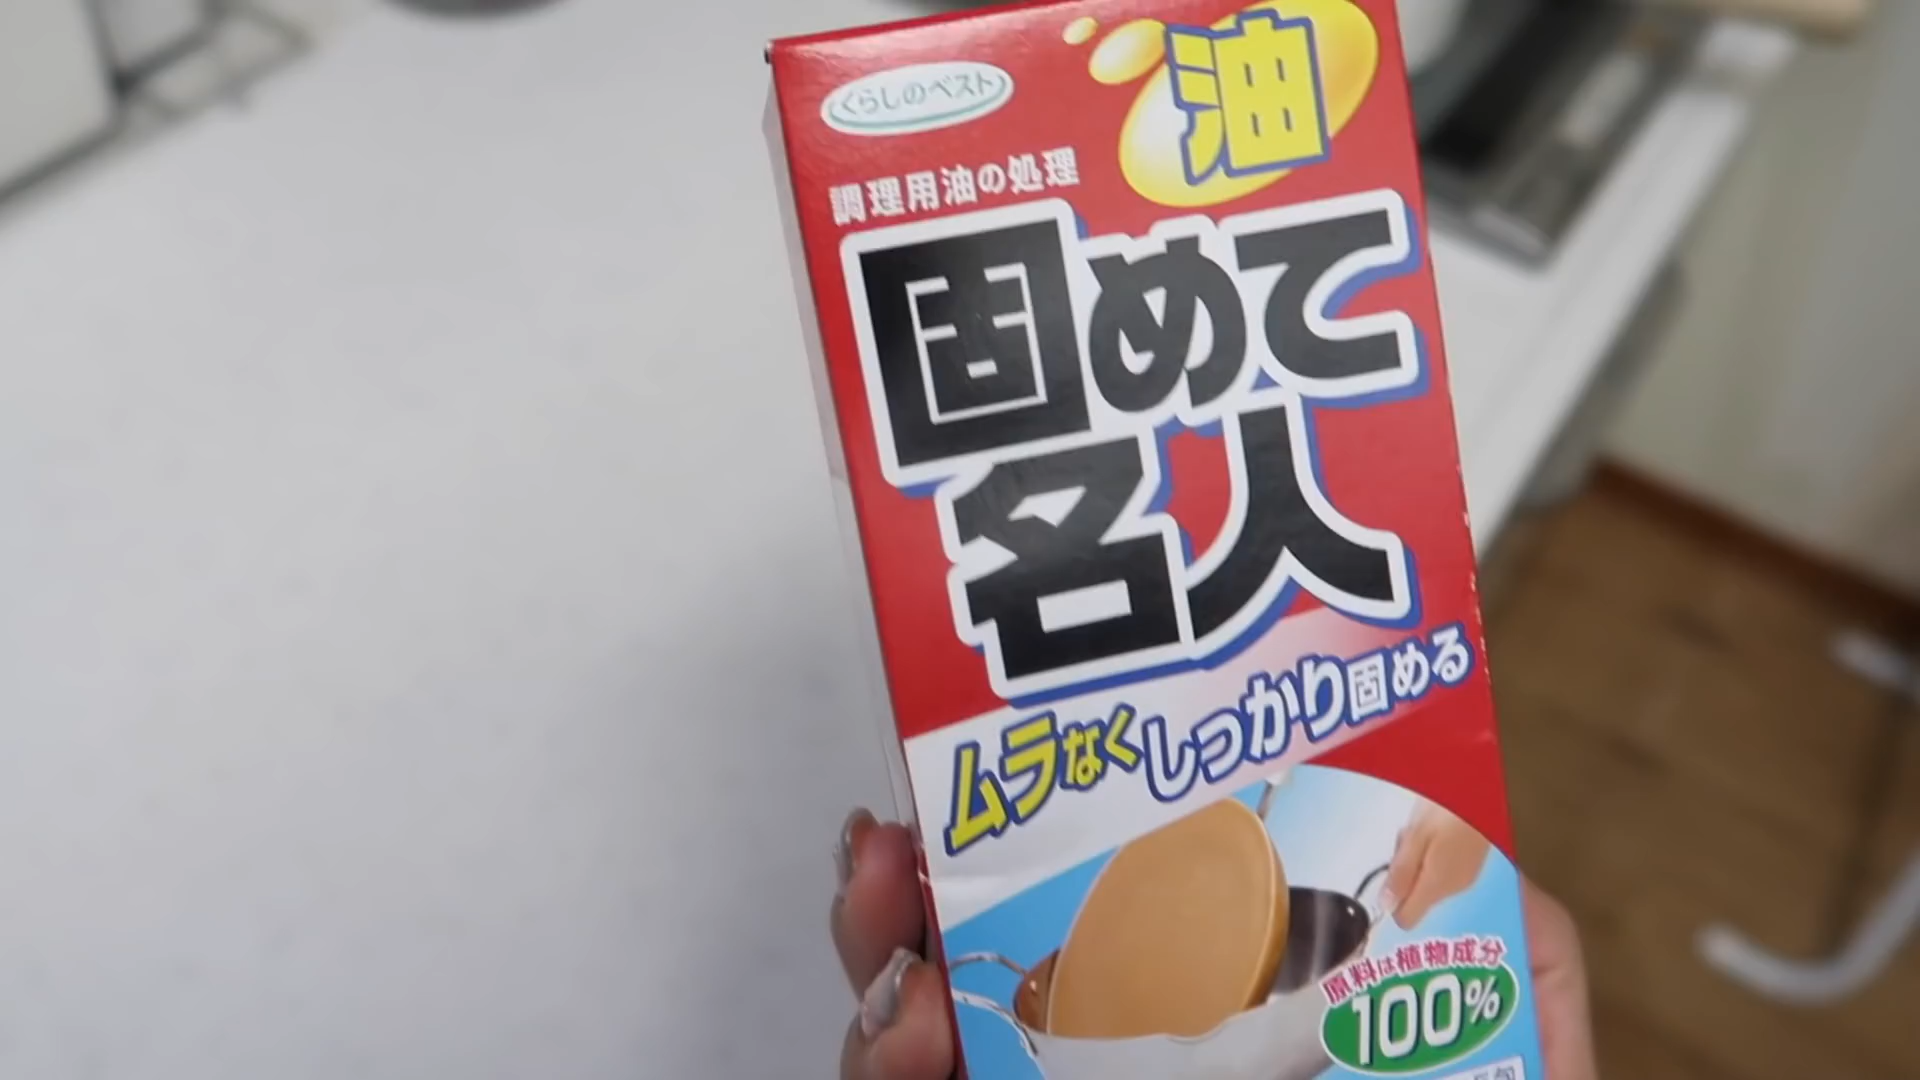 くらしのベスト
油
調理用油の処理
固めて
名人
ムラなくしっかり固める
原料は植物成分
100%